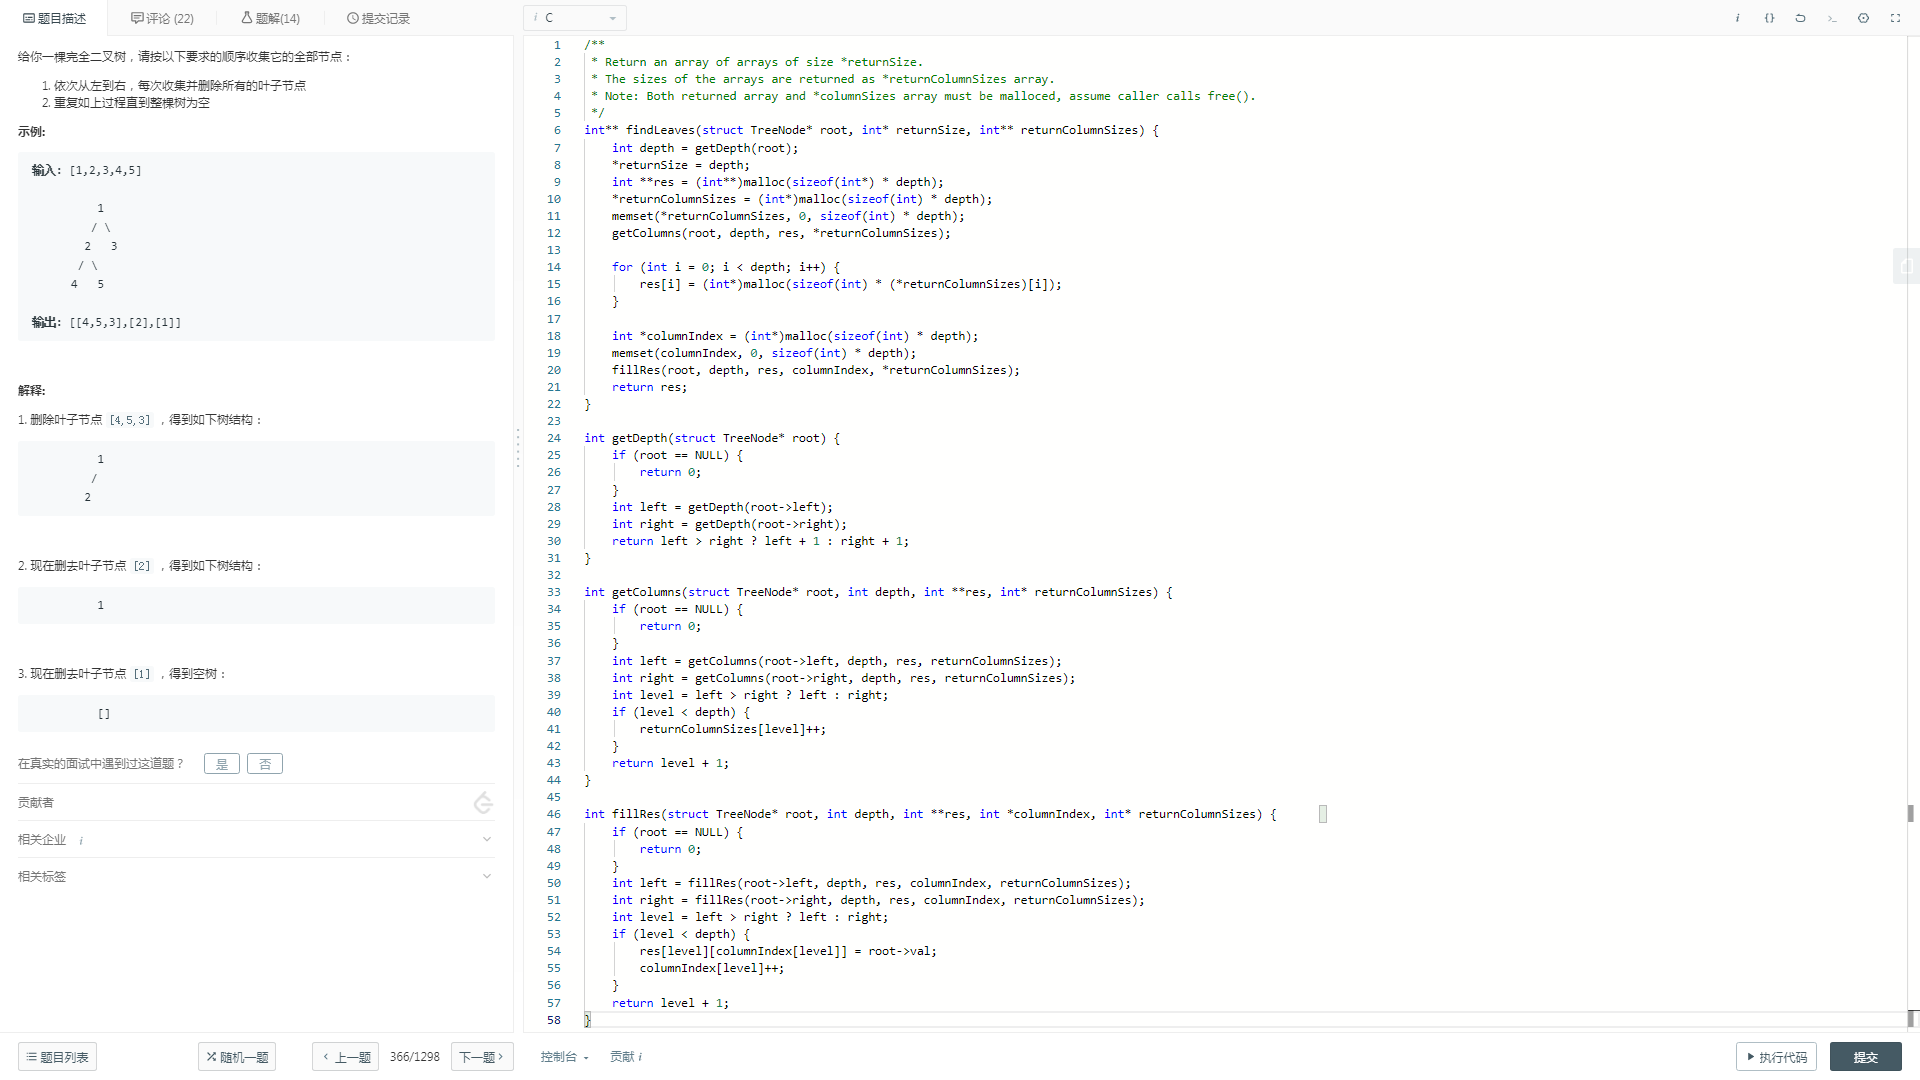 题目描述
评论 (22)
题解(14)
提交记录
给你一棵完全二叉树，请按以下要求的顺序收集它的全部节点：
1. 依次从左到右，每次收集并删除所有的叶子节点
2. 重复如上过程直到整棵树为空
示例:
输入: [1,2,3,4,5]
1
/ \
2   3
/ \
4   5
输出: [[4,5,3],[2],[1]]
解释:
1. 删除叶子节点 [4,5,3] ，得到如下树结构：
1
/
2
2. 现在删去叶子节点 [2] ，得到如下树结构：
1
3. 现在删去叶子节点 [1] ，得到空树：
[]
在真实的面试中遇到过这道题？ 是 否
贡献者
相关企业 i
相关标签
题目列表
随机一题
上一题
366/1298
下一题
i C
i {} >_
1 /**
2  * Return an array of arrays of size *returnSize.
3  * The sizes of the arrays are returned as *returnColumnSizes array.
4  * Note: Both returned array and *columnSizes array must be malloced, assume caller calls free().
5  */
6 int** findLeaves(struct TreeNode* root, int* returnSize, int** returnColumnSizes) {
7     int depth = getDepth(root);
8     *returnSize = depth;
9     int **res = (int**)malloc(sizeof(int*) * depth);
10     *returnColumnSizes = (int*)malloc(sizeof(int) * depth);
11     memset(*returnColumnSizes, 0, sizeof(int) * depth);
12     getColumns(root, depth, res, *returnColumnSizes);
13
14     for (int i = 0; i < depth; i++) {
15         res[i] = (int*)malloc(sizeof(int) * (*returnColumnSizes)[i]);
16     }
17
18     int *columnIndex = (int*)malloc(sizeof(int) * depth);
19     memset(columnIndex, 0, sizeof(int) * depth);
20     fillRes(root, depth, res, columnIndex, *returnColumnSizes);
21     return res;
22 }
23
24 int getDepth(struct TreeNode* root) {
25     if (root == NULL) {
26         return 0;
27     }
28     int left = getDepth(root->left);
29     int right = getDepth(root->right);
30     return left > right ? left + 1 : right + 1;
31 }
32
33 int getColumns(struct TreeNode* root, int depth, int **res, int* returnColumnSizes) {
34     if (root == NULL) {
35         return 0;
36     }
37     int left = getColumns(root->left, depth, res, returnColumnSizes);
38     int right = getColumns(root->right, depth, res, returnColumnSizes);
39     int level = left > right ? left : right;
40     if (level < depth) {
41         returnColumnSizes[level]++;
42     }
43     return level + 1;
44 }
45
46 int fillRes(struct TreeNode* root, int depth, int **res, int *columnIndex, int* returnColumnSizes) {
47     if (root == NULL) {
48         return 0;
49     }
50     int left = fillRes(root->left, depth, res, columnIndex, returnColumnSizes);
51     int right = fillRes(root->right, depth, res, columnIndex, returnColumnSizes);
52     int level = left > right ? left : right;
53     if (level < depth) {
54         res[level][columnIndex[level]] = root->val;
55         columnIndex[level]++;
56     }
57     return level + 1;
58 }
控制台
贡献 i
执行代码
提交